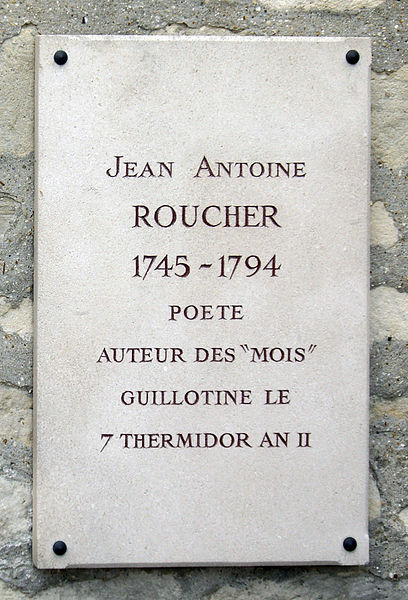 JEAN ANTOINE
ROUCHER
1745-1794
POETE
AUTEUR DES "MOIS"
GUILLOTINE LE
7 THERMIDOR AN II